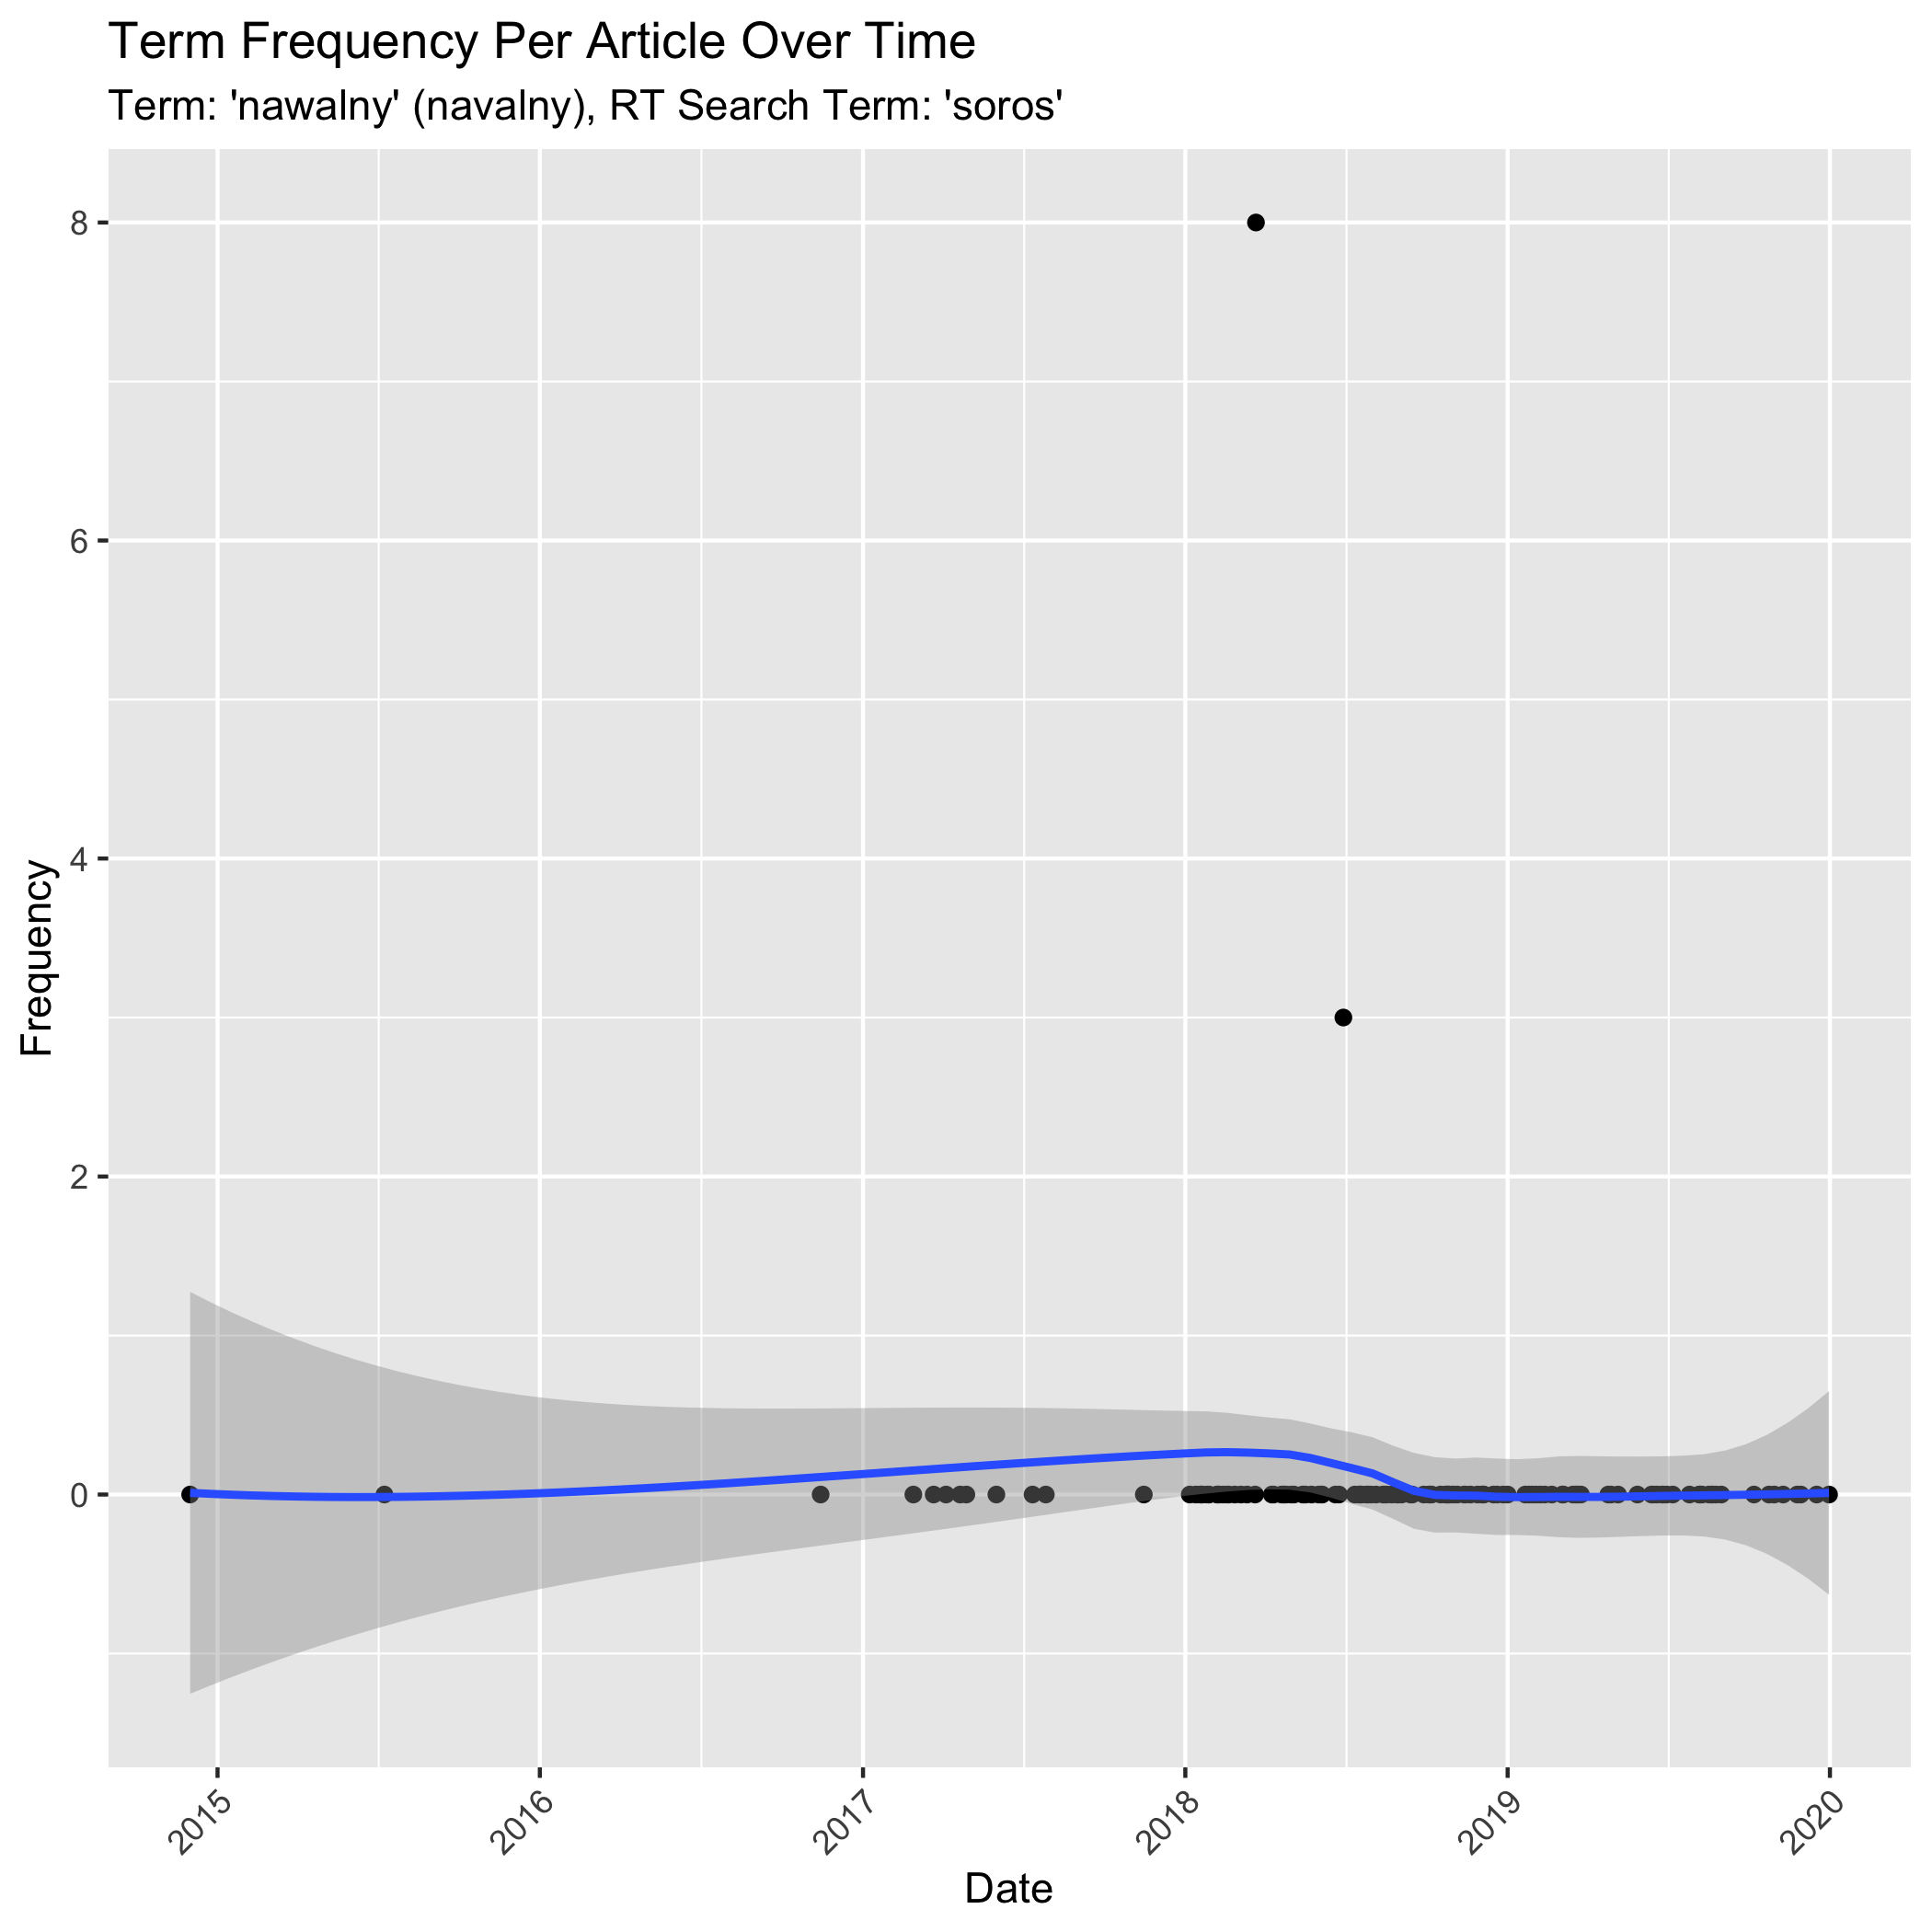 Term Frequency Per Article Over Time
Term: 'nawalny' (navalny), RT Search Term: 'soros'
Frequency
8
6
4
2
0
2015
2016
2017
2018
2019
2020
Date